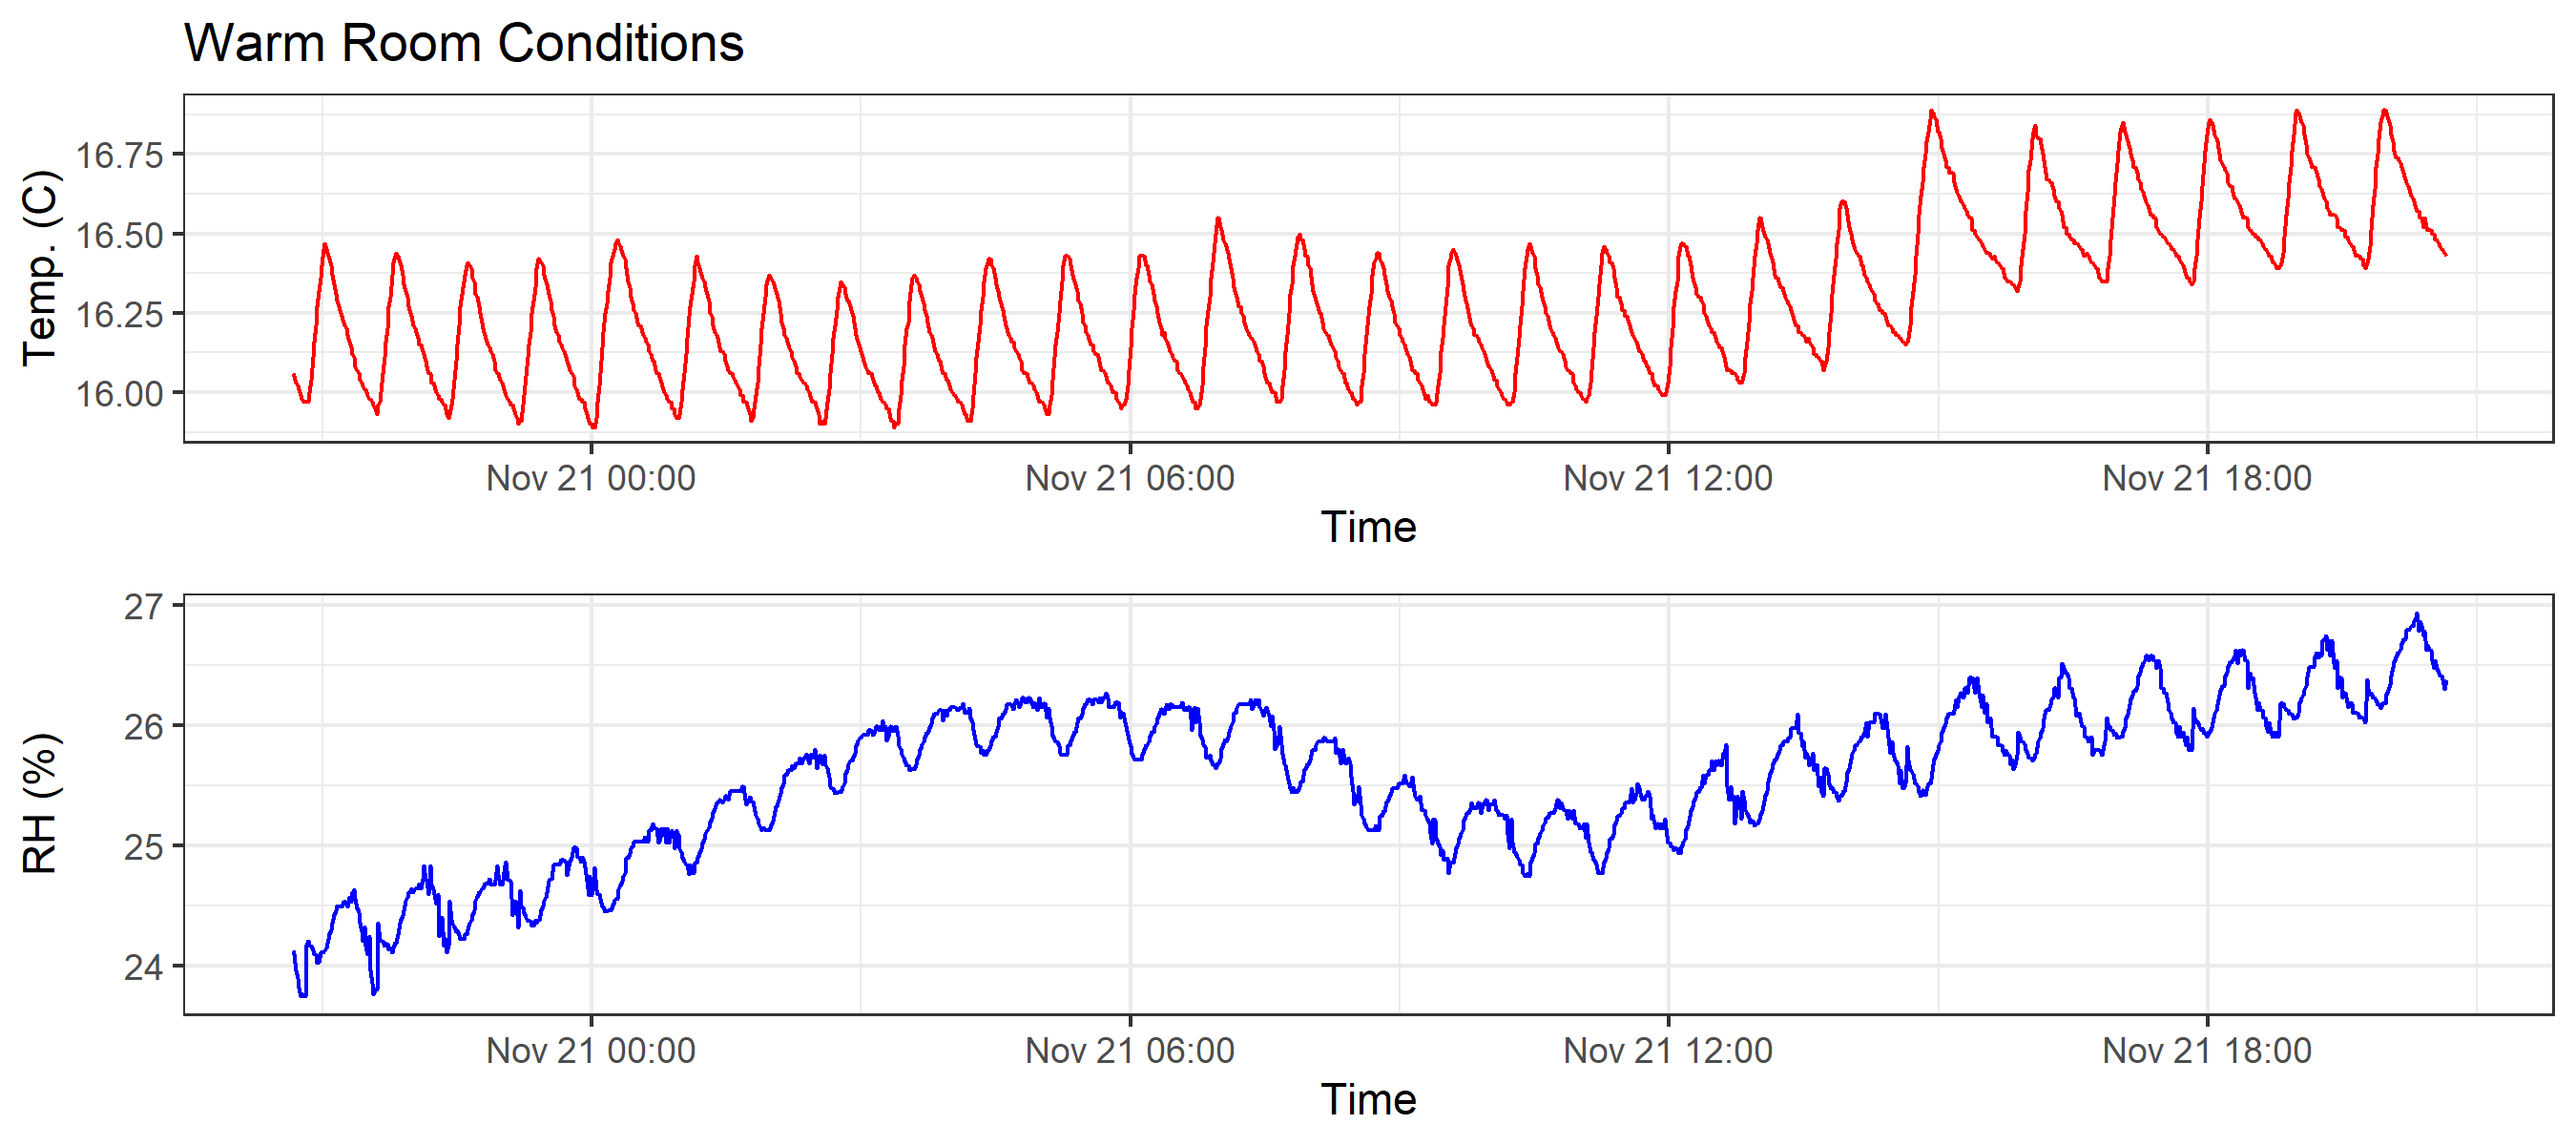 Warm Room Conditions
Temp. (C)
16.75
16.50
16.25
16.00
Nov 21 00:00 Nov 21 06:00 Nov 21 12:00 Nov 21 18:00
Time
RH (%)
27
26
25
24
Nov 21 00:00 Nov 21 06:00 Nov 21 12:00 Nov 21 18:00
Time